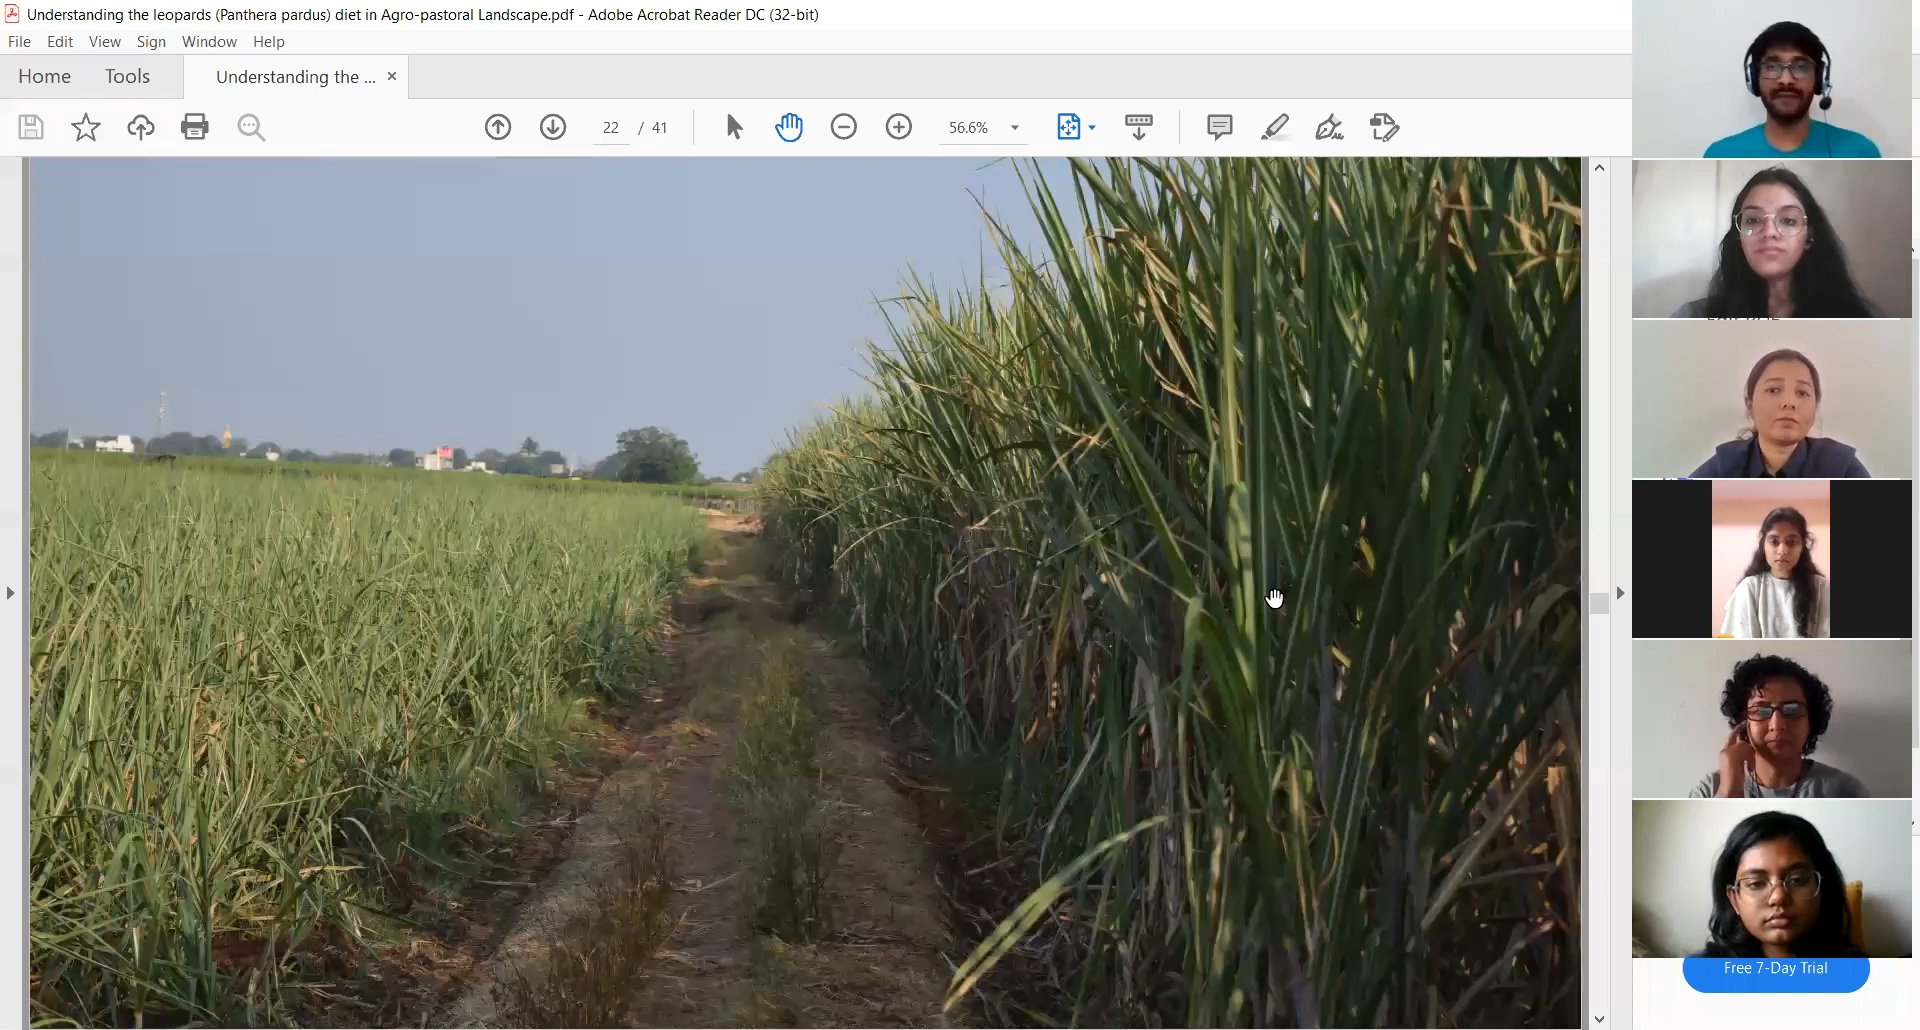 Understanding the leopards (Panthera pardus) diet in Agro-pastoral Landscape.pdf - Adobe Acrobat Reader DC (32-bit)
File Edit View Sign Window Help
Home Tools Understanding the ... ×
22 / 41 56.6%
Free 7-Day Trial